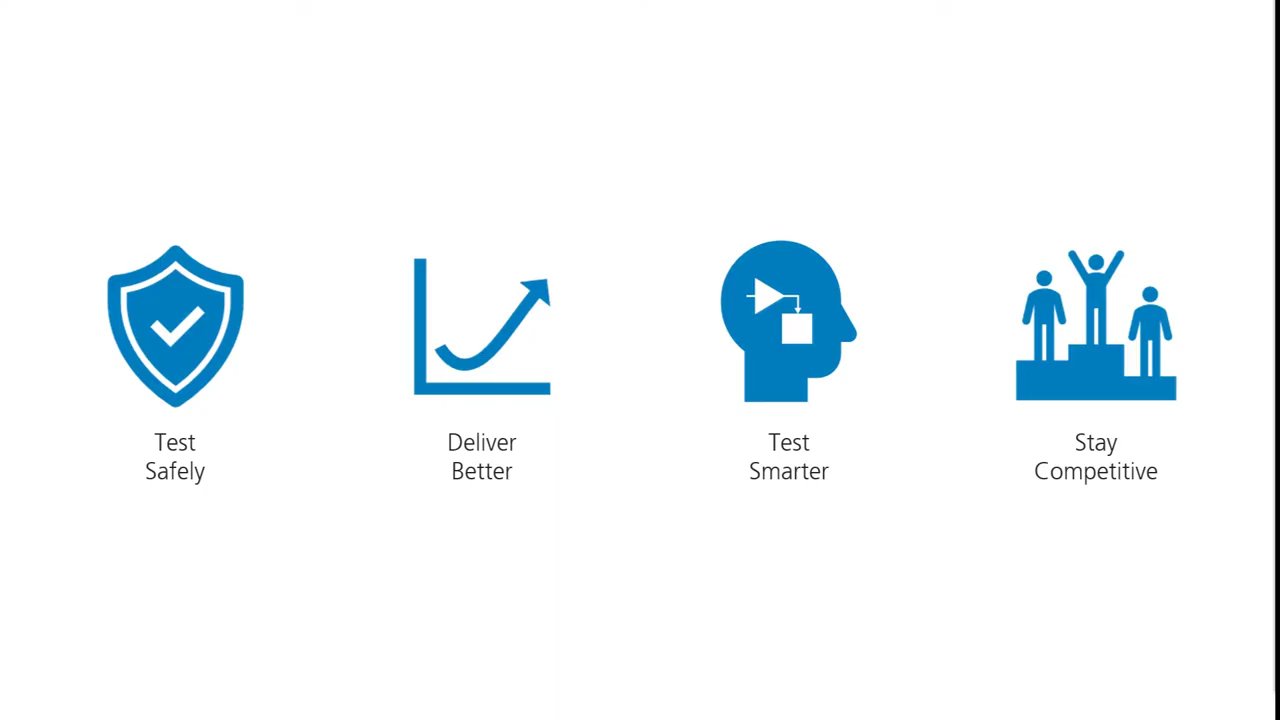 Test
Safely
Deliver
Better
Test
Smarter
Stay
Competitive